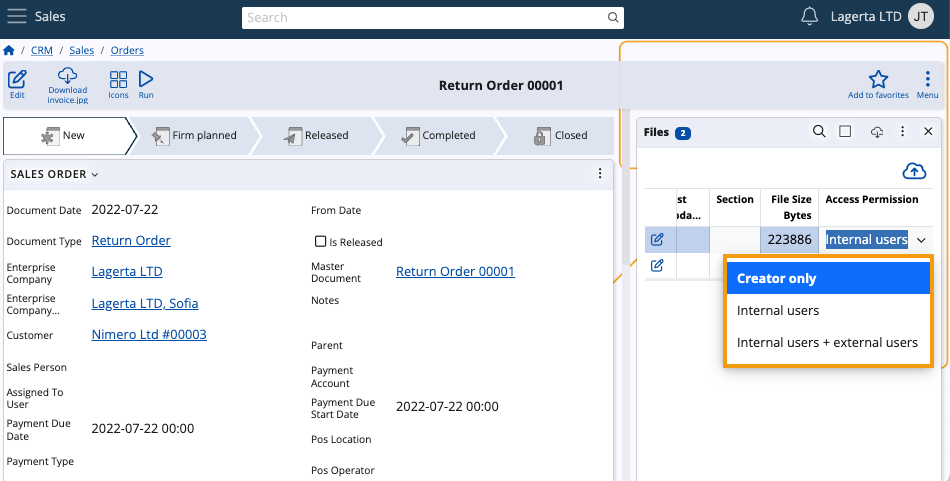 Sales
Search
Lagerta LTD
JT
/ CRM / Sales / Orders
Edit
Download
invoice.jpg
Icons
Run
Return Order 00001
Add to favorites
Menu
New
Firm planned
Released
Completed
Closed
SALES ORDER
Document Date
2022-07-22
From Date
Document Type
Return Order
Is Released
Enterprise
Company
Lagerta LTD
Master
Document
Return Order 00001
Enterprise
Company...
Lagerta LTD, Sofia
Notes
Customer
Nimero Ltd #00003
Parent
Sales Person
Payment
Account
Assigned To
User
Payment Due
Start Date
2022-07-22 00:00
Payment Due
Date
2022-07-22 00:00
Pos Location
Payment Type
Pos Operator
Files 2
st
oda...
Section
File Size
Bytes
Access Permission
223886
Internal users
Creator only
Internal users
Internal users + external users